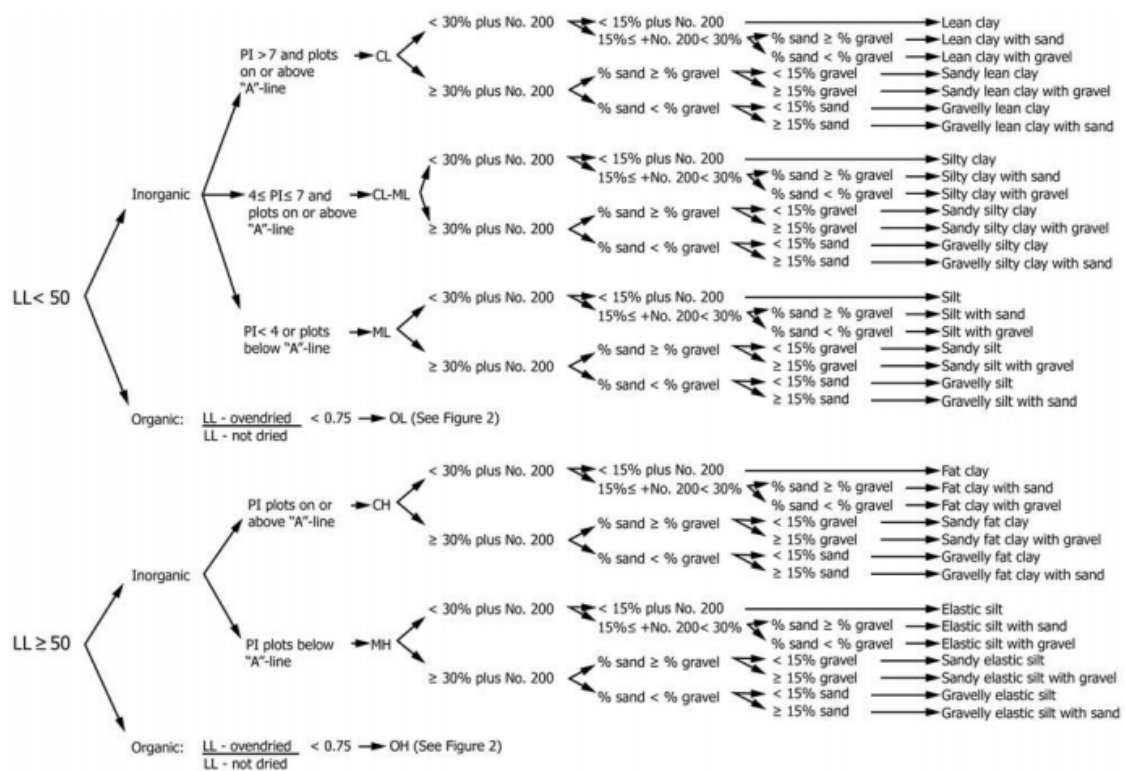 LL< 50
Inorganic
PI >7 and plots
on or above
"A"-line
CL
< 30% plus No. 200
< 15% plus No. 200
Lean clay
15%≤ +No. 200< 30%
% sand ≥ % gravel
Lean clay with sand
% sand < % gravel
Lean clay with gravel
≥ 30% plus No. 200
% sand ≥ % gravel
< 15% gravel
Sandy lean clay
≥ 15% gravel
Sandy lean clay with gravel
% sand < % gravel
< 15% sand
Gravelly lean clay
≥ 15% sand
Gravelly lean clay with sand
4≤ PI≤ 7 and
plots on or above
"A"-line
CL-ML
< 30% plus No. 200
< 15% plus No. 200
Silty clay
15%≤ +No. 200< 30%
% sand ≥ % gravel
Silty clay with sand
% sand < % gravel
Silty clay with gravel
≥ 30% plus No. 200
% sand ≥ % gravel
< 15% gravel
Sandy silty clay
≥ 15% gravel
Sandy silty clay with gravel
% sand < % gravel
< 15% sand
Gravelly silty clay
≥ 15% sand
Gravelly silty clay with sand
PI< 4 or plots
below "A"-line
ML
< 30% plus No. 200
< 15% plus No. 200
Silt
15%≤ +No. 200< 30%
% sand ≥ % gravel
Silt with sand
% sand < % gravel
Silt with gravel
≥ 30% plus No. 200
% sand ≥ % gravel
< 15% gravel
Sandy silt
≥ 15% gravel
Sandy silt with gravel
% sand < % gravel
< 15% sand
Gravelly silt
≥ 15% sand
Gravelly silt with sand
Organic:
LL - ovendried
LL - not dried
< 0.75
OL (See Figure 2)
LL ≥ 50
Inorganic
PI plots on or
above "A"-line
CH
< 30% plus No. 200
< 15% plus No. 200
Fat clay
15%≤ +No. 200< 30%
% sand ≥ % gravel
Fat clay with sand
% sand < % gravel
Fat clay with gravel
≥ 30% plus No. 200
% sand ≥ % gravel
< 15% gravel
Sandy fat clay
≥ 15% gravel
Sandy fat clay with gravel
% sand < % gravel
< 15% sand
Gravelly fat clay
≥ 15% sand
Gravelly fat clay with sand
PI plots below
"A"-line
MH
< 30% plus No. 200
< 15% plus No. 200
Elastic silt
15%≤ +No. 200< 30%
% sand ≥ % gravel
Elastic silt with sand
% sand < % gravel
Elastic silt with gravel
≥ 30% plus No. 200
% sand ≥ % gravel
< 15% gravel
Sandy elastic silt
≥ 15% gravel
Sandy elastic silt with gravel
% sand < % gravel
< 15% sand
Gravelly elastic silt
≥ 15% sand
Gravelly elastic silt with sand
Organic:
LL - ovendried
LL - not dried
< 0.75
OH (See Figure 2)